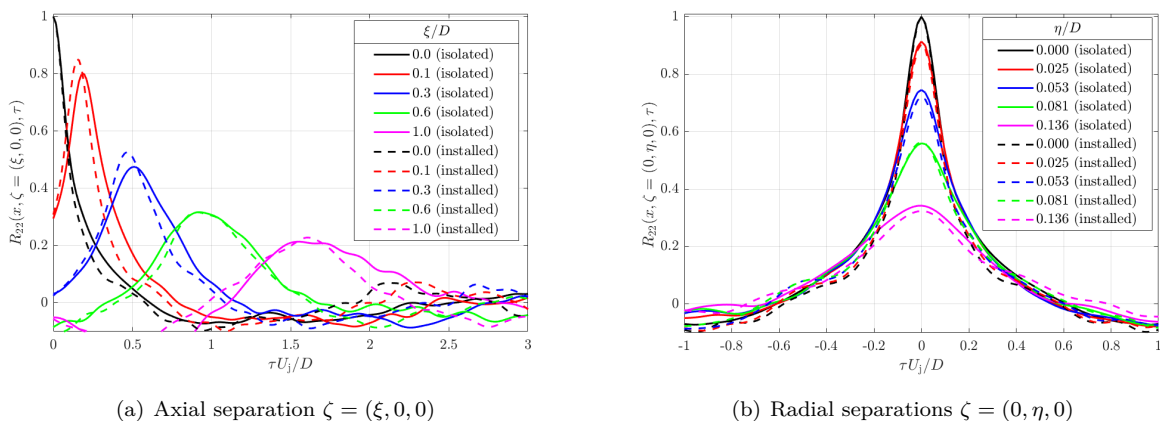 1
0.8
0.6
0.4
0.2
0
R₂₂(x, ζ = (ξ, 0, 0), τ)
0
0.5
1
1.5
2
2.5
3
τU_j/D
ξ/D
0.0 (isolated)
0.1 (isolated)
0.3 (isolated)
0.6 (isolated)
1.0 (isolated)
0.0 (installed)
0.1 (installed)
0.3 (installed)
0.6 (installed)
1.0 (installed)
(a) Axial separation ζ = (ξ, 0, 0)
1
0.8
0.6
0.4
0.2
0
R₂₂(x, ζ = (0, η, 0), τ)
-1
-0.8
-0.6
-0.4
-0.2
0
0.2
0.4
0.6
0.8
1
τU_j/D
η/D
0.000 (isolated)
0.025 (isolated)
0.053 (isolated)
0.081 (isolated)
0.136 (isolated)
0.000 (installed)
0.025 (installed)
0.053 (installed)
0.081 (installed)
0.136 (installed)
(b) Radial separations ζ = (0, η, 0)